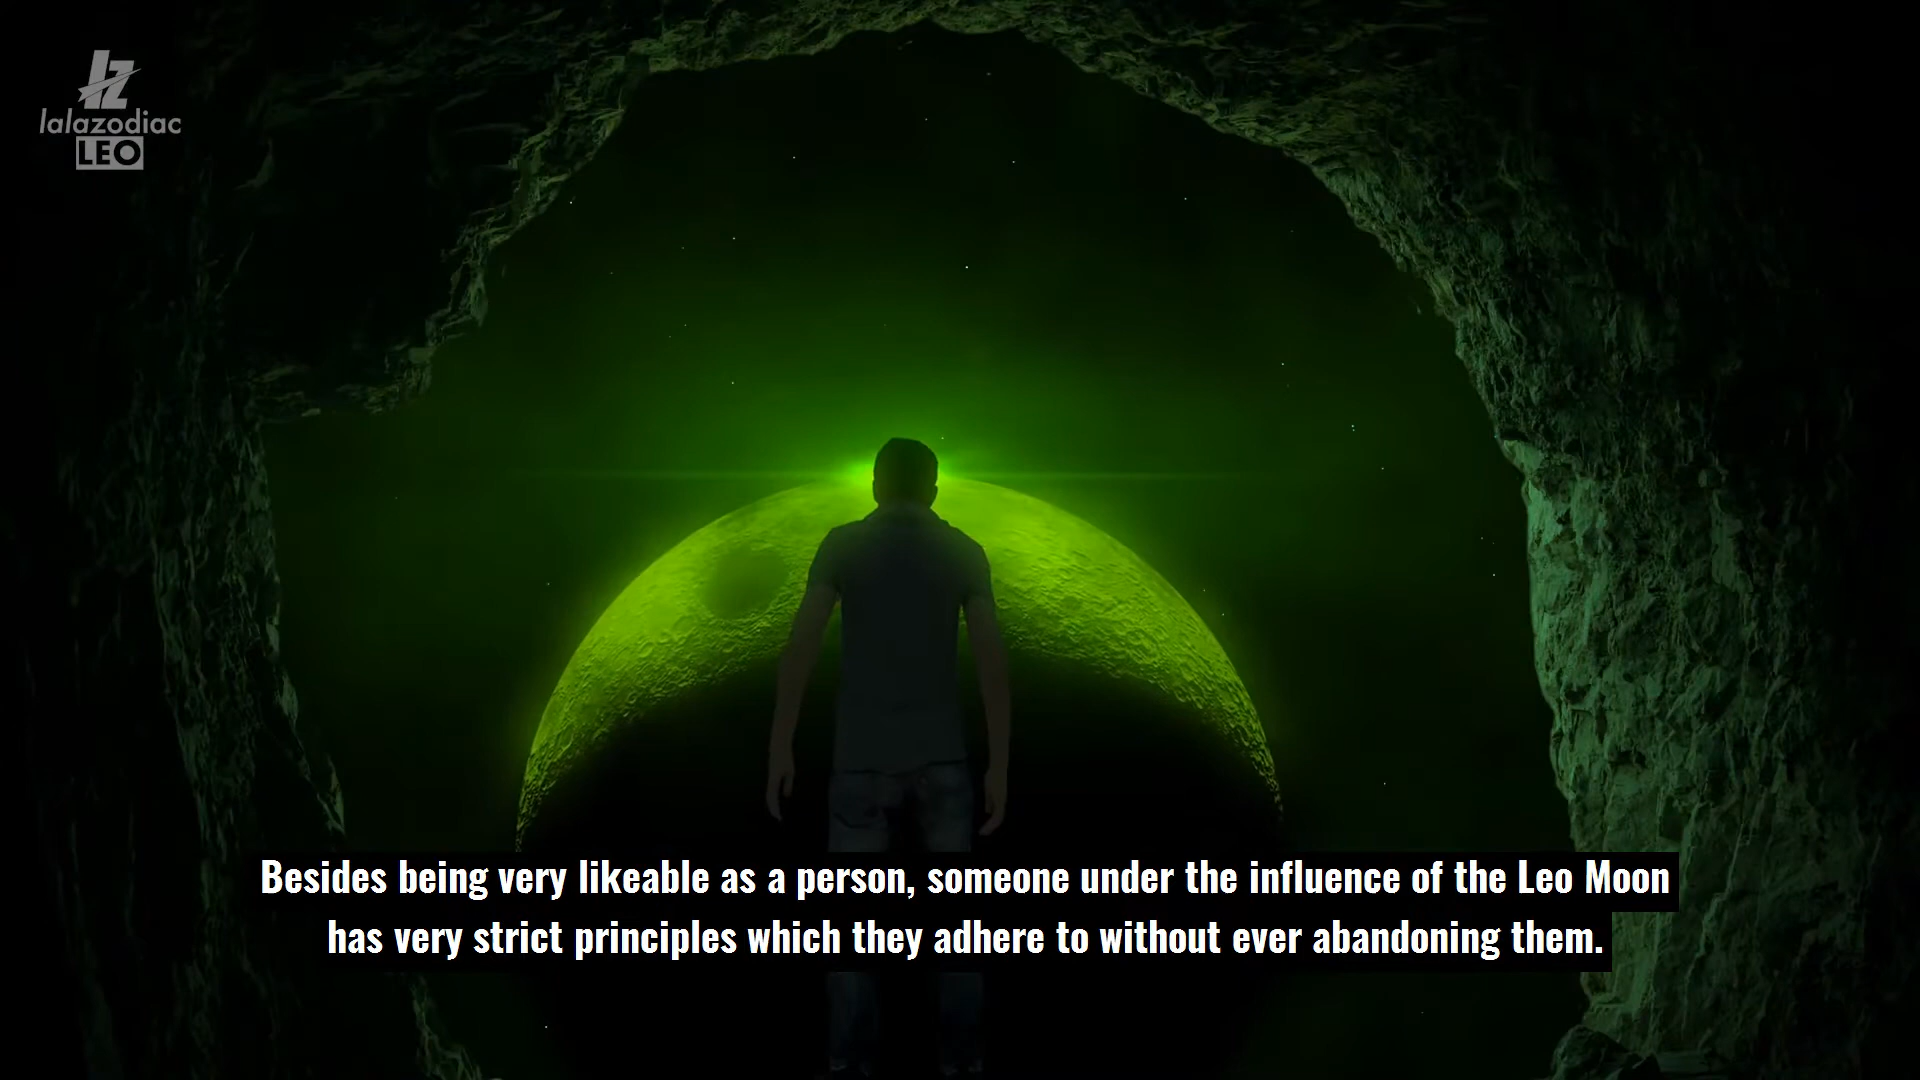 lz
lalazodiac
LEO
Besides being very likeable as a person, someone under the influence of the Leo Moon
has very strict principles which they adhere to without ever abandoning them.